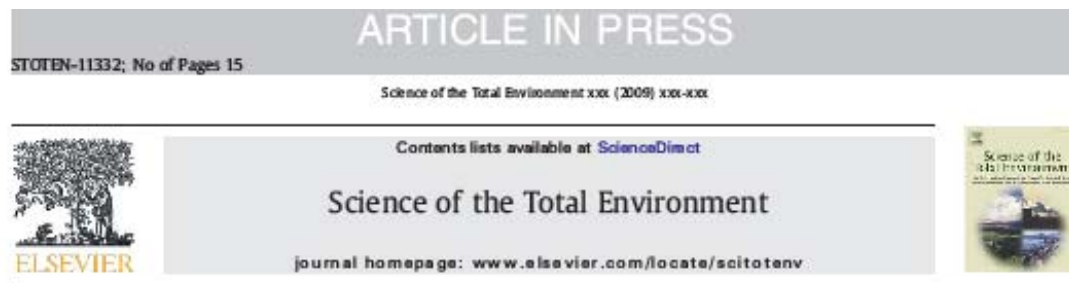 ARTICLE IN PRESS
STOTEN-11332; No of Pages 15
Science of the Total Environment xxx (2009) xxx-xxx
Contents lists available at ScienceDirect
Science of the Total Environment
journal homepage: www.elsevier.com/locate/scitotenv
ELSEVIER
Science of the
Total Environment